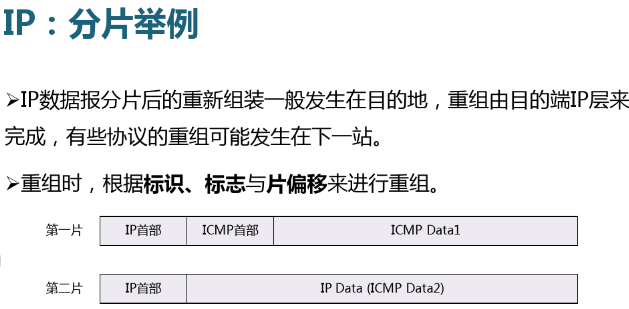 IP：分片举例
➢IP数据报分片后的重新组装一般发生在目的地，重组由目的端IP层来
完成，有些协议的重组可能发生在下一站。
➢重组时，根据标识、标志与片偏移来进行重组。
第一片 IP首部 ICMP首部 ICMP Data1
第二片 IP首部 IP Data (ICMP Data2)